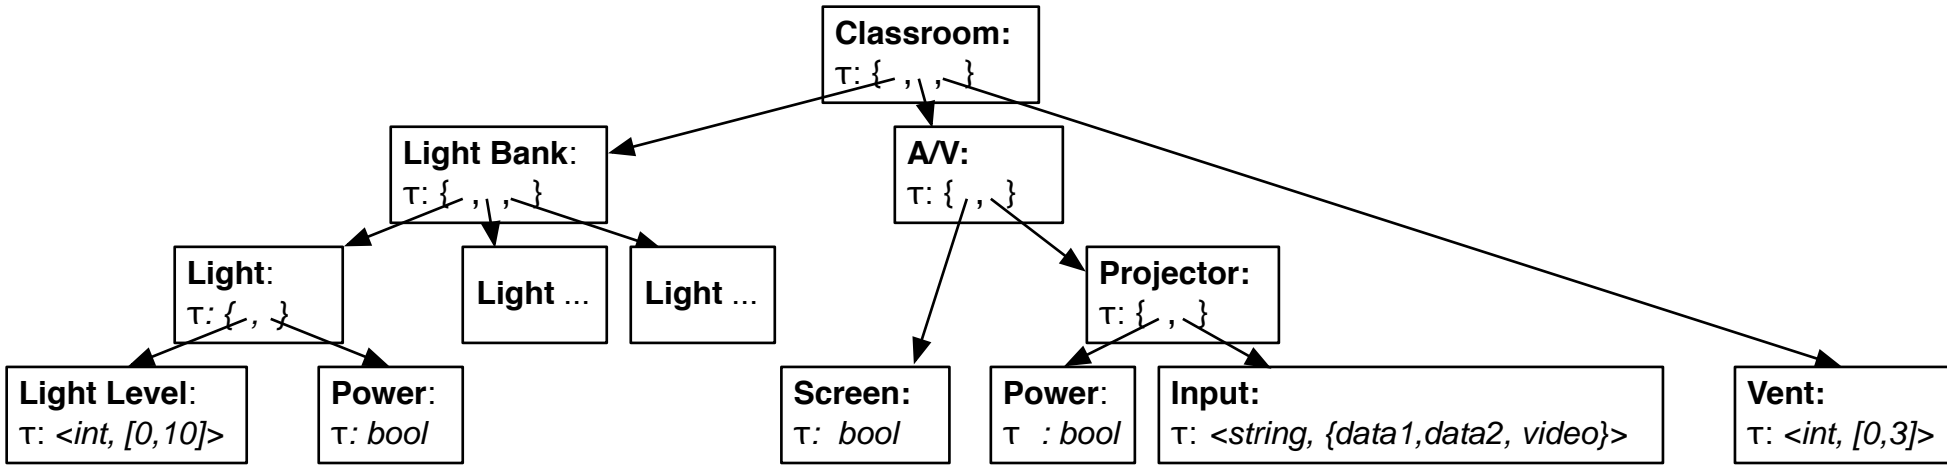 Classroom:
τ: { , , }
Light Bank:
τ: { , , }
A/V:
τ: { , }
Light:
τ: { , }
Light ...
Light ...
Projector:
τ: { , }
Light Level:
τ: <int, [0,10]>
Power:
τ: bool
Screen:
τ: bool
Power:
τ : bool
Input:
τ: <string, {data1,data2, video}>
Vent:
τ: <int, [0,3]>